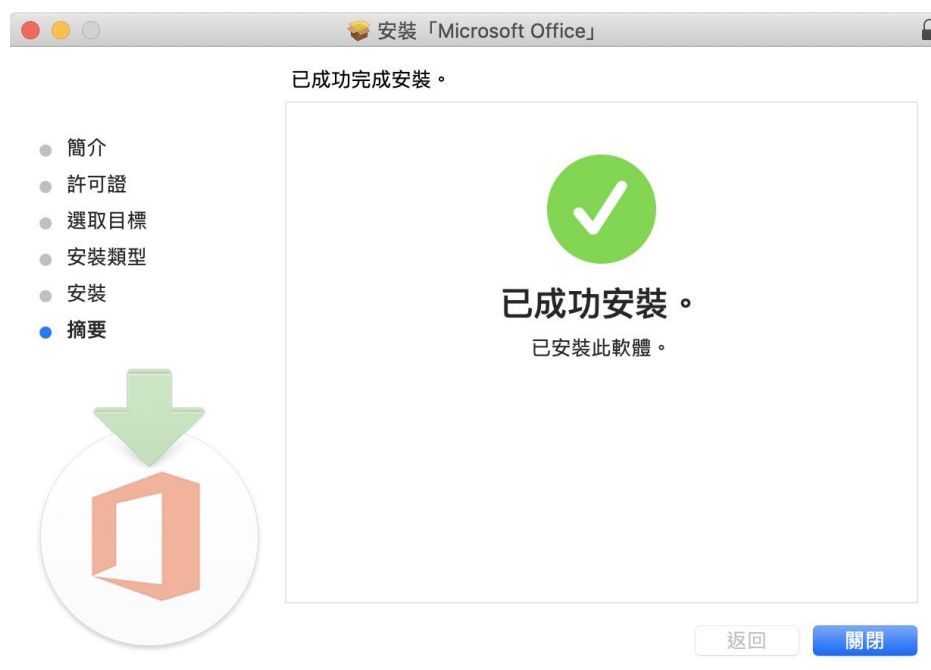 安裝「Microsoft Office」
已成功完成安裝。
簡介
許可證
選取目標
安裝類型
安裝
摘要
已成功安裝。
已安裝此軟體。
返回
關閉